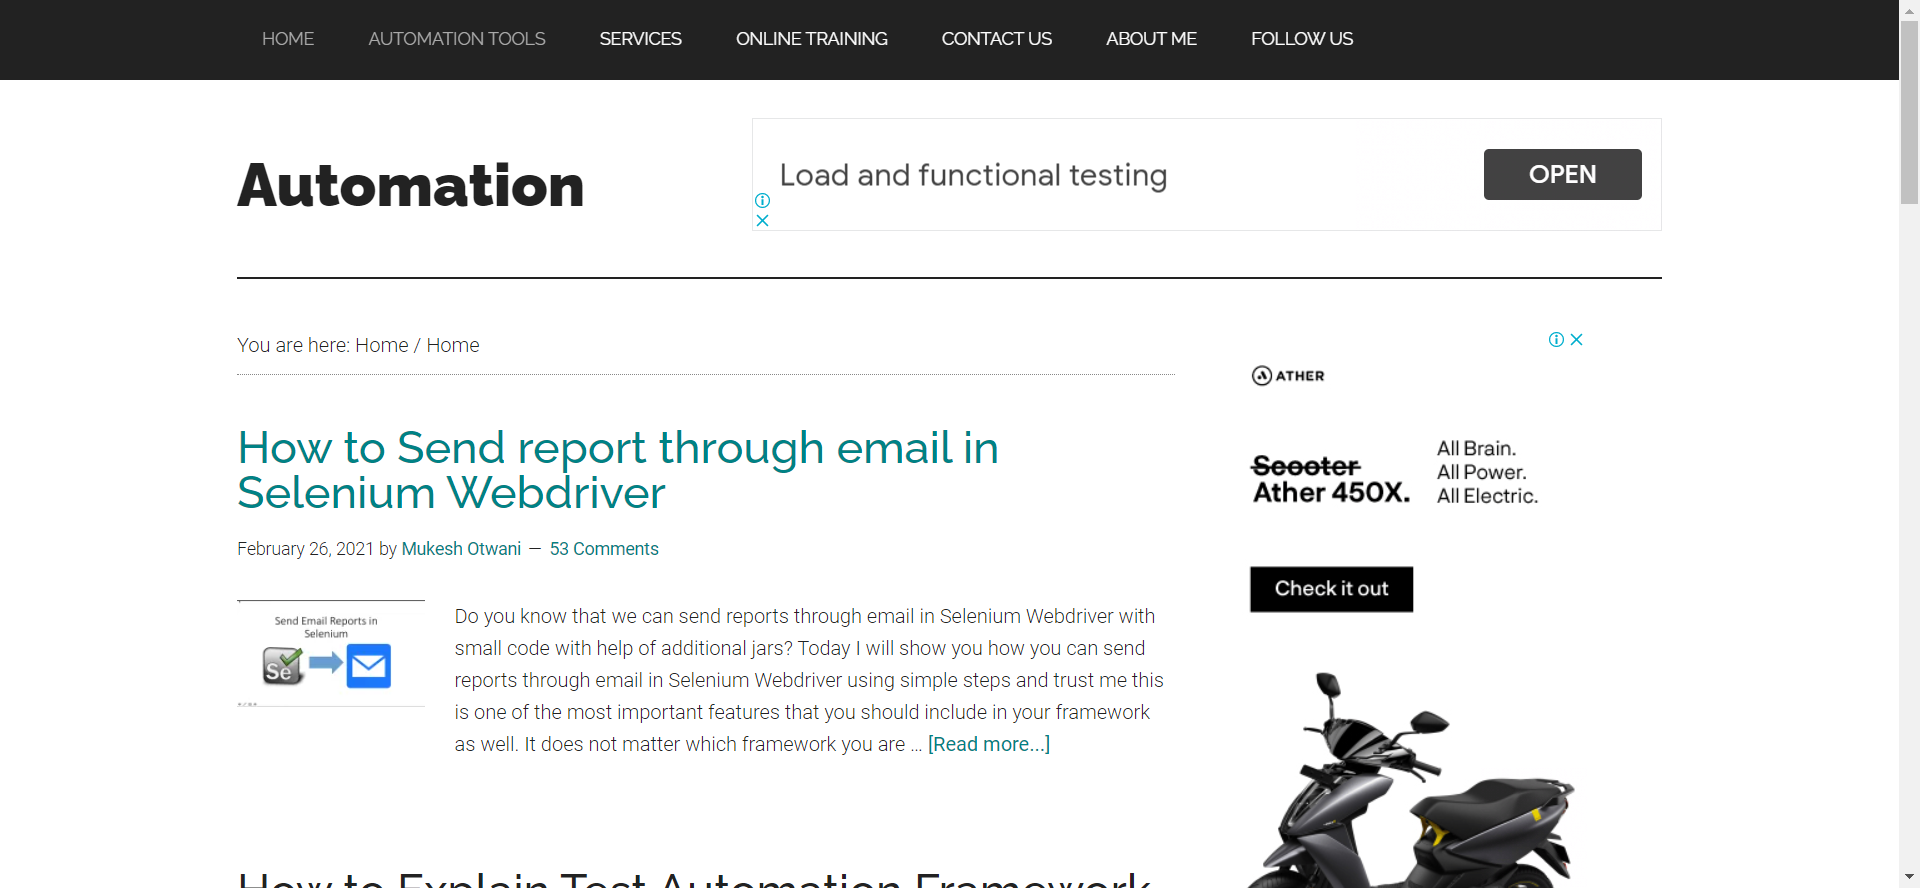 HOME AUTOMATION TOOLS SERVICES ONLINE TRAINING CONTACT US ABOUT ME FOLLOW US
Automation
Load and functional testing
OPEN
You are here: Home / Home
How to Send report through email in
Selenium Webdriver
February 26, 2021 by Mukesh Otwani — 53 Comments
Send Email Reports in
Selenium
Se
Do you know that we can send reports through email in Selenium Webdriver with
small code with help of additional jars? Today I will show you how you can send
reports through email in Selenium Webdriver using simple steps and trust me this
is one of the most important features that you should include in your framework
as well. It does not matter which framework you are ... [Read more...]
How to Explain Test Automation Framework
ATHER
Scooter
Ather 450X.
All Brain.
All Power.
All Electric.
Check it out